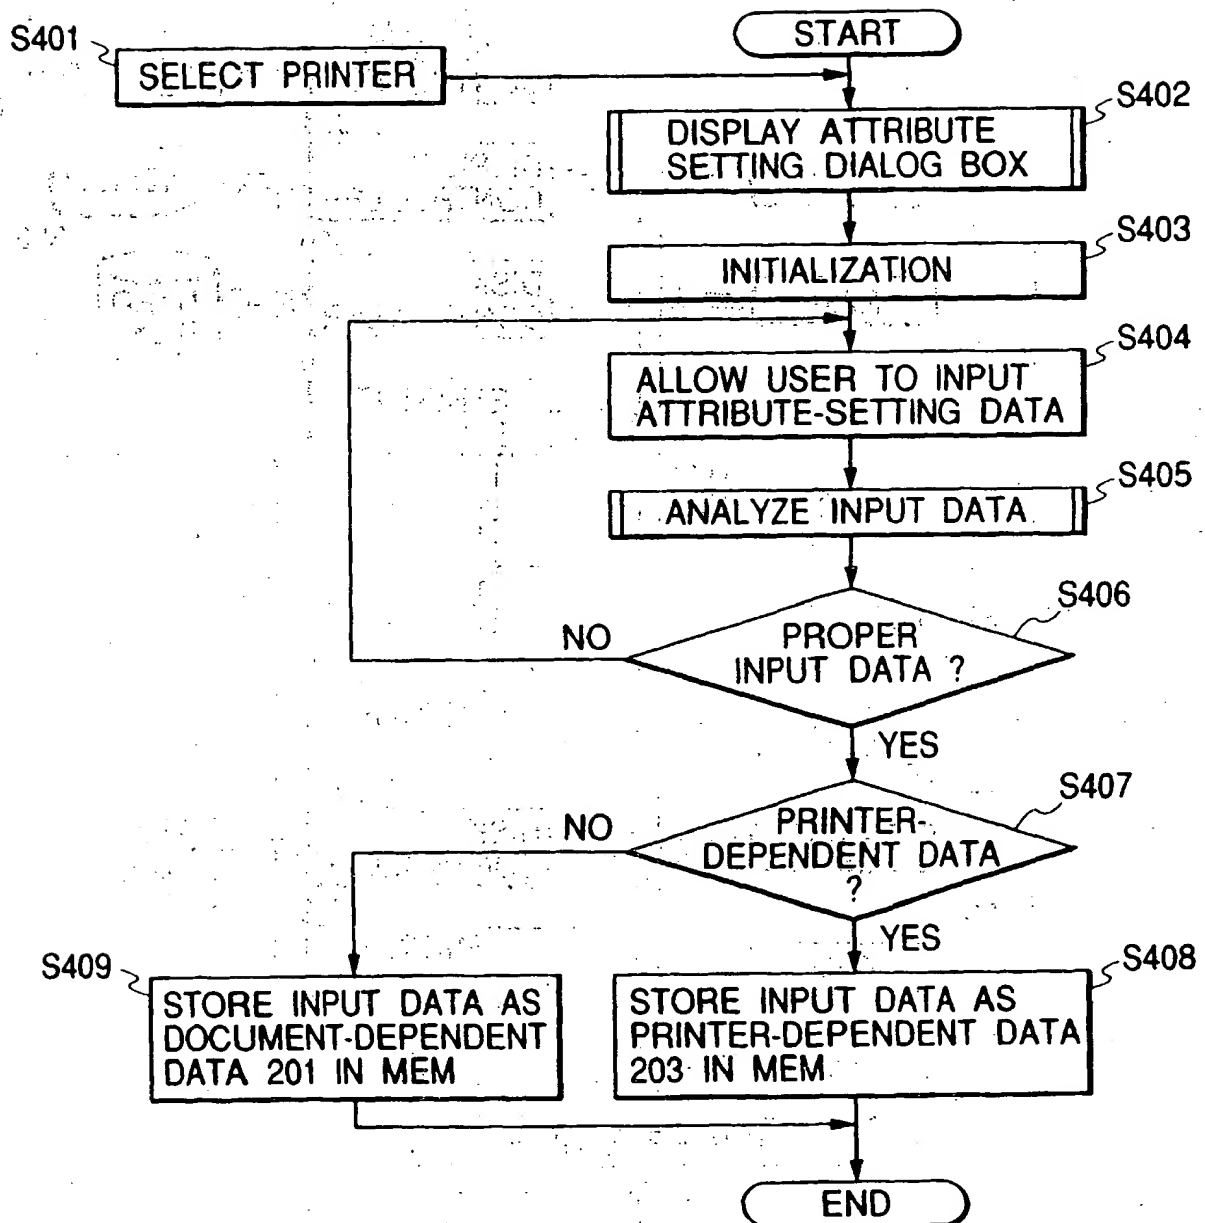 START
S401
SELECT PRINTER
S402
DISPLAY ATTRIBUTE
SETTING DIALOG BOX
S403
INITIALIZATION
S404
ALLOW USER TO INPUT
ATTRIBUTE-SETTING DATA
S405
ANALYZE INPUT DATA
S406
PROPER
INPUT DATA ?
NO
YES
S407
PRINTER-
DEPENDENT DATA
?
NO
YES
S409
STORE INPUT DATA AS
DOCUMENT-DEPENDENT
DATA 201 IN MEM
S408
STORE INPUT DATA AS
PRINTER-DEPENDENT DATA
203 IN MEM
END